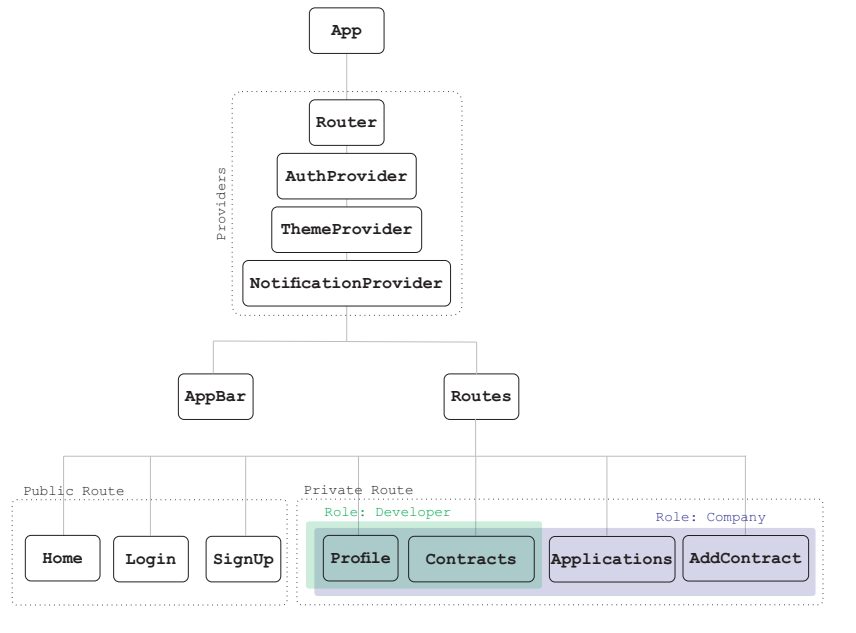 App
Router
AuthProvider
Providers
ThemeProvider
NotificationProvider
AppBar
Routes
Public Route
Private Route
Role: Developer
Role: Company
Home
Login
SignUp
Profile
Contracts
Applications
AddContract